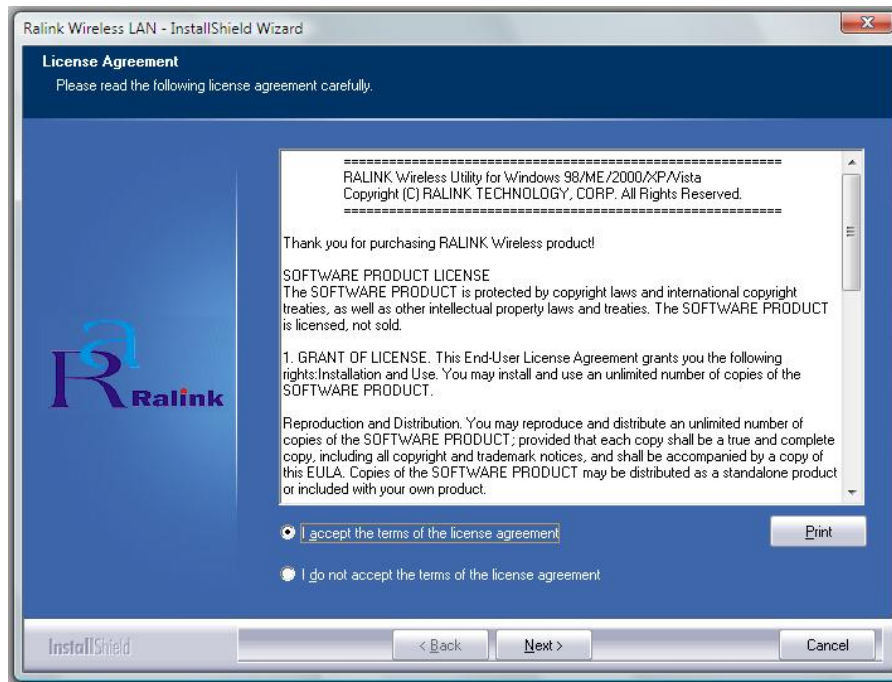 Ralink Wireless LAN - InstallShield Wizard
License Agreement
Please read the following license agreement carefully.
===========================================================
RALINK Wireless Utility for Windows 98/ME/2000/XP/Vista
Copyright (C) RALINK TECHNOLOGY, CORP. All Rights Reserved.
===========================================================
Thank you for purchasing RALINK Wireless product!
SOFTWARE PRODUCT LICENSE
The SOFTWARE PRODUCT is protected by copyright laws and international copyright
treaties, as well as other intellectual property laws and treaties. The SOFTWARE PRODUCT
is licensed, not sold.
1. GRANT OF LICENSE. This End-User License Agreement grants you the following
rights:Installation and Use. You may install and use an unlimited number of copies of the
SOFTWARE PRODUCT.
Reproduction and Distribution. You may reproduce and distribute an unlimited number of
copies of the SOFTWARE PRODUCT; provided that each copy shall be a true and complete
copy, including all copyright and trademark notices, and shall be accompanied by a copy of
this EULA. Copies of the SOFTWARE PRODUCT may be distributed as a standalone product
or included with your own product.
Ra
Ralink
I accept the terms of the license agreement
Print
I do not accept the terms of the license agreement
InstallShield
< Back
Next >
Cancel